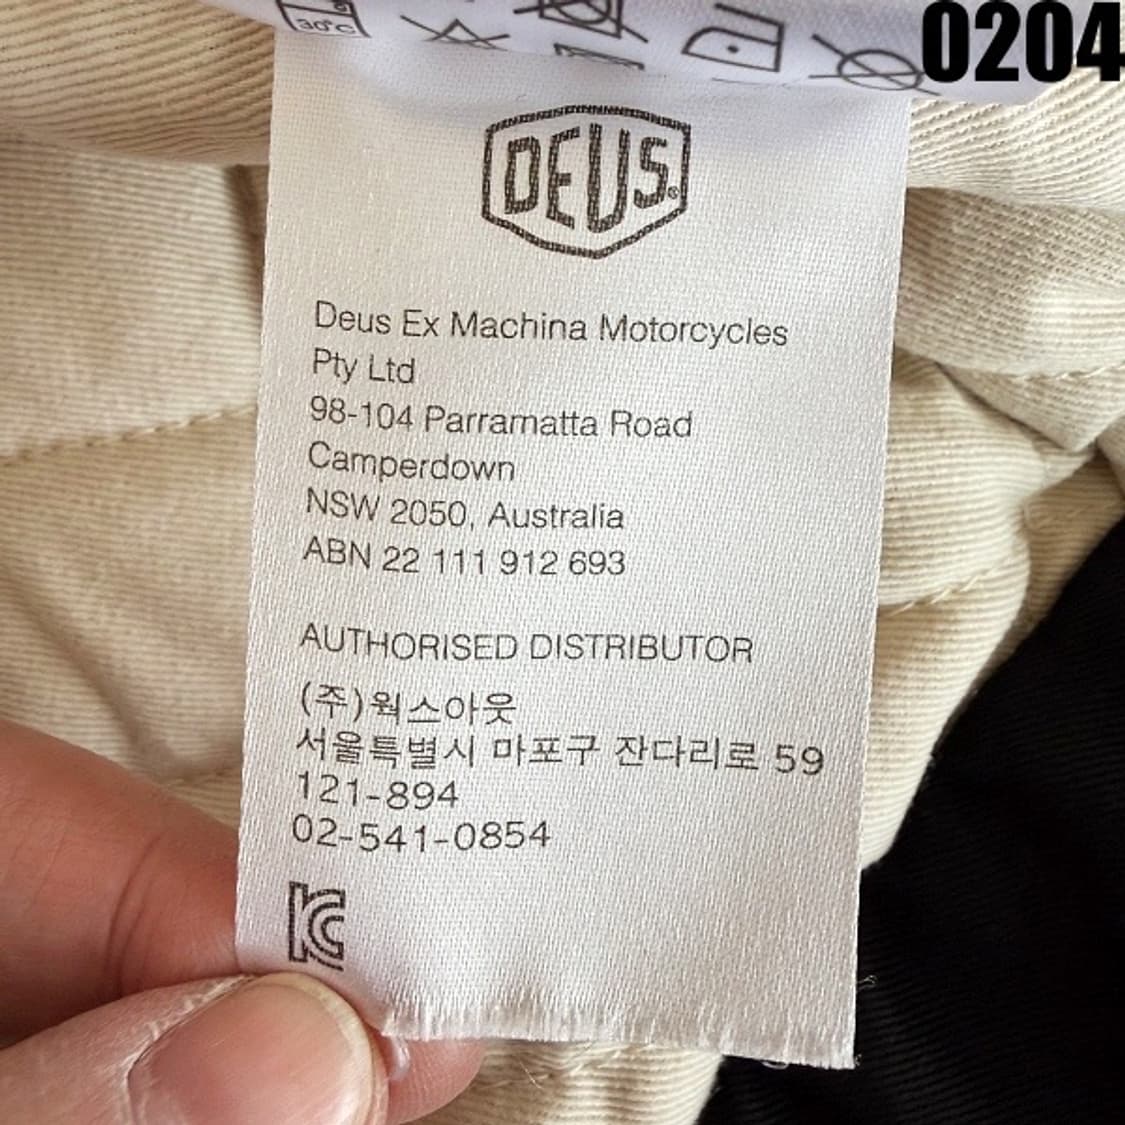 0204
30°C
DEUS®
Deus Ex Machina Motorcycles
Pty Ltd
98-104 Parramatta Road
Camperdown
NSW 2050, Australia
ABN 22 111 912 693
AUTHORISED DISTRIBUTOR
(주)웍스아웃
서울특별시 마포구 잔다리로 59
121-894
02-541-0854
KC